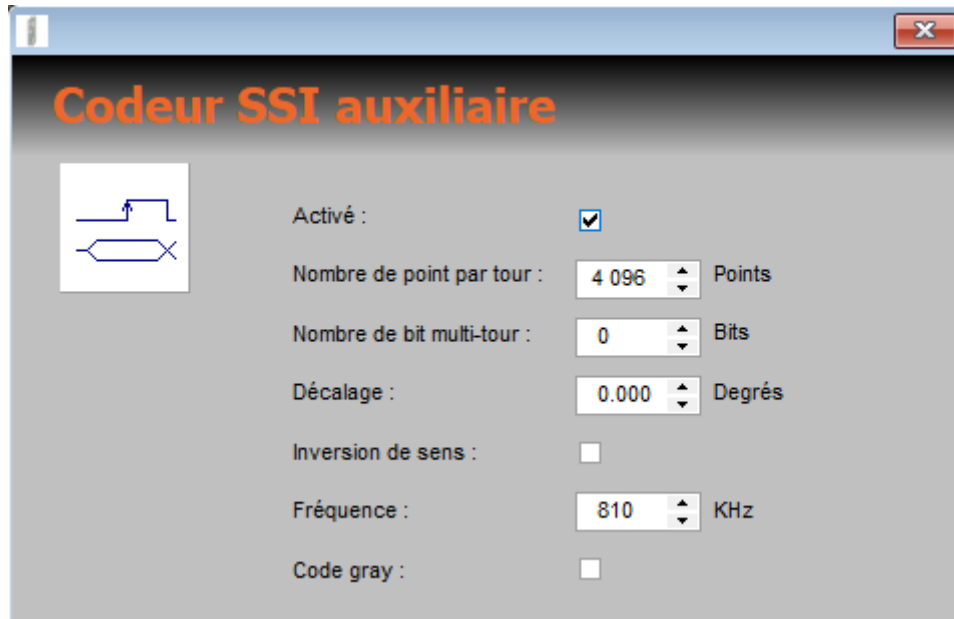 Codeur SSI auxiliaire
Activé :
Nombre de point par tour : 4 096 Points
Nombre de bit multi-tour : 0 Bits
Décalage : 0.000 Degrés
Inversion de sens :
Fréquence : 810 KHz
Code gray :